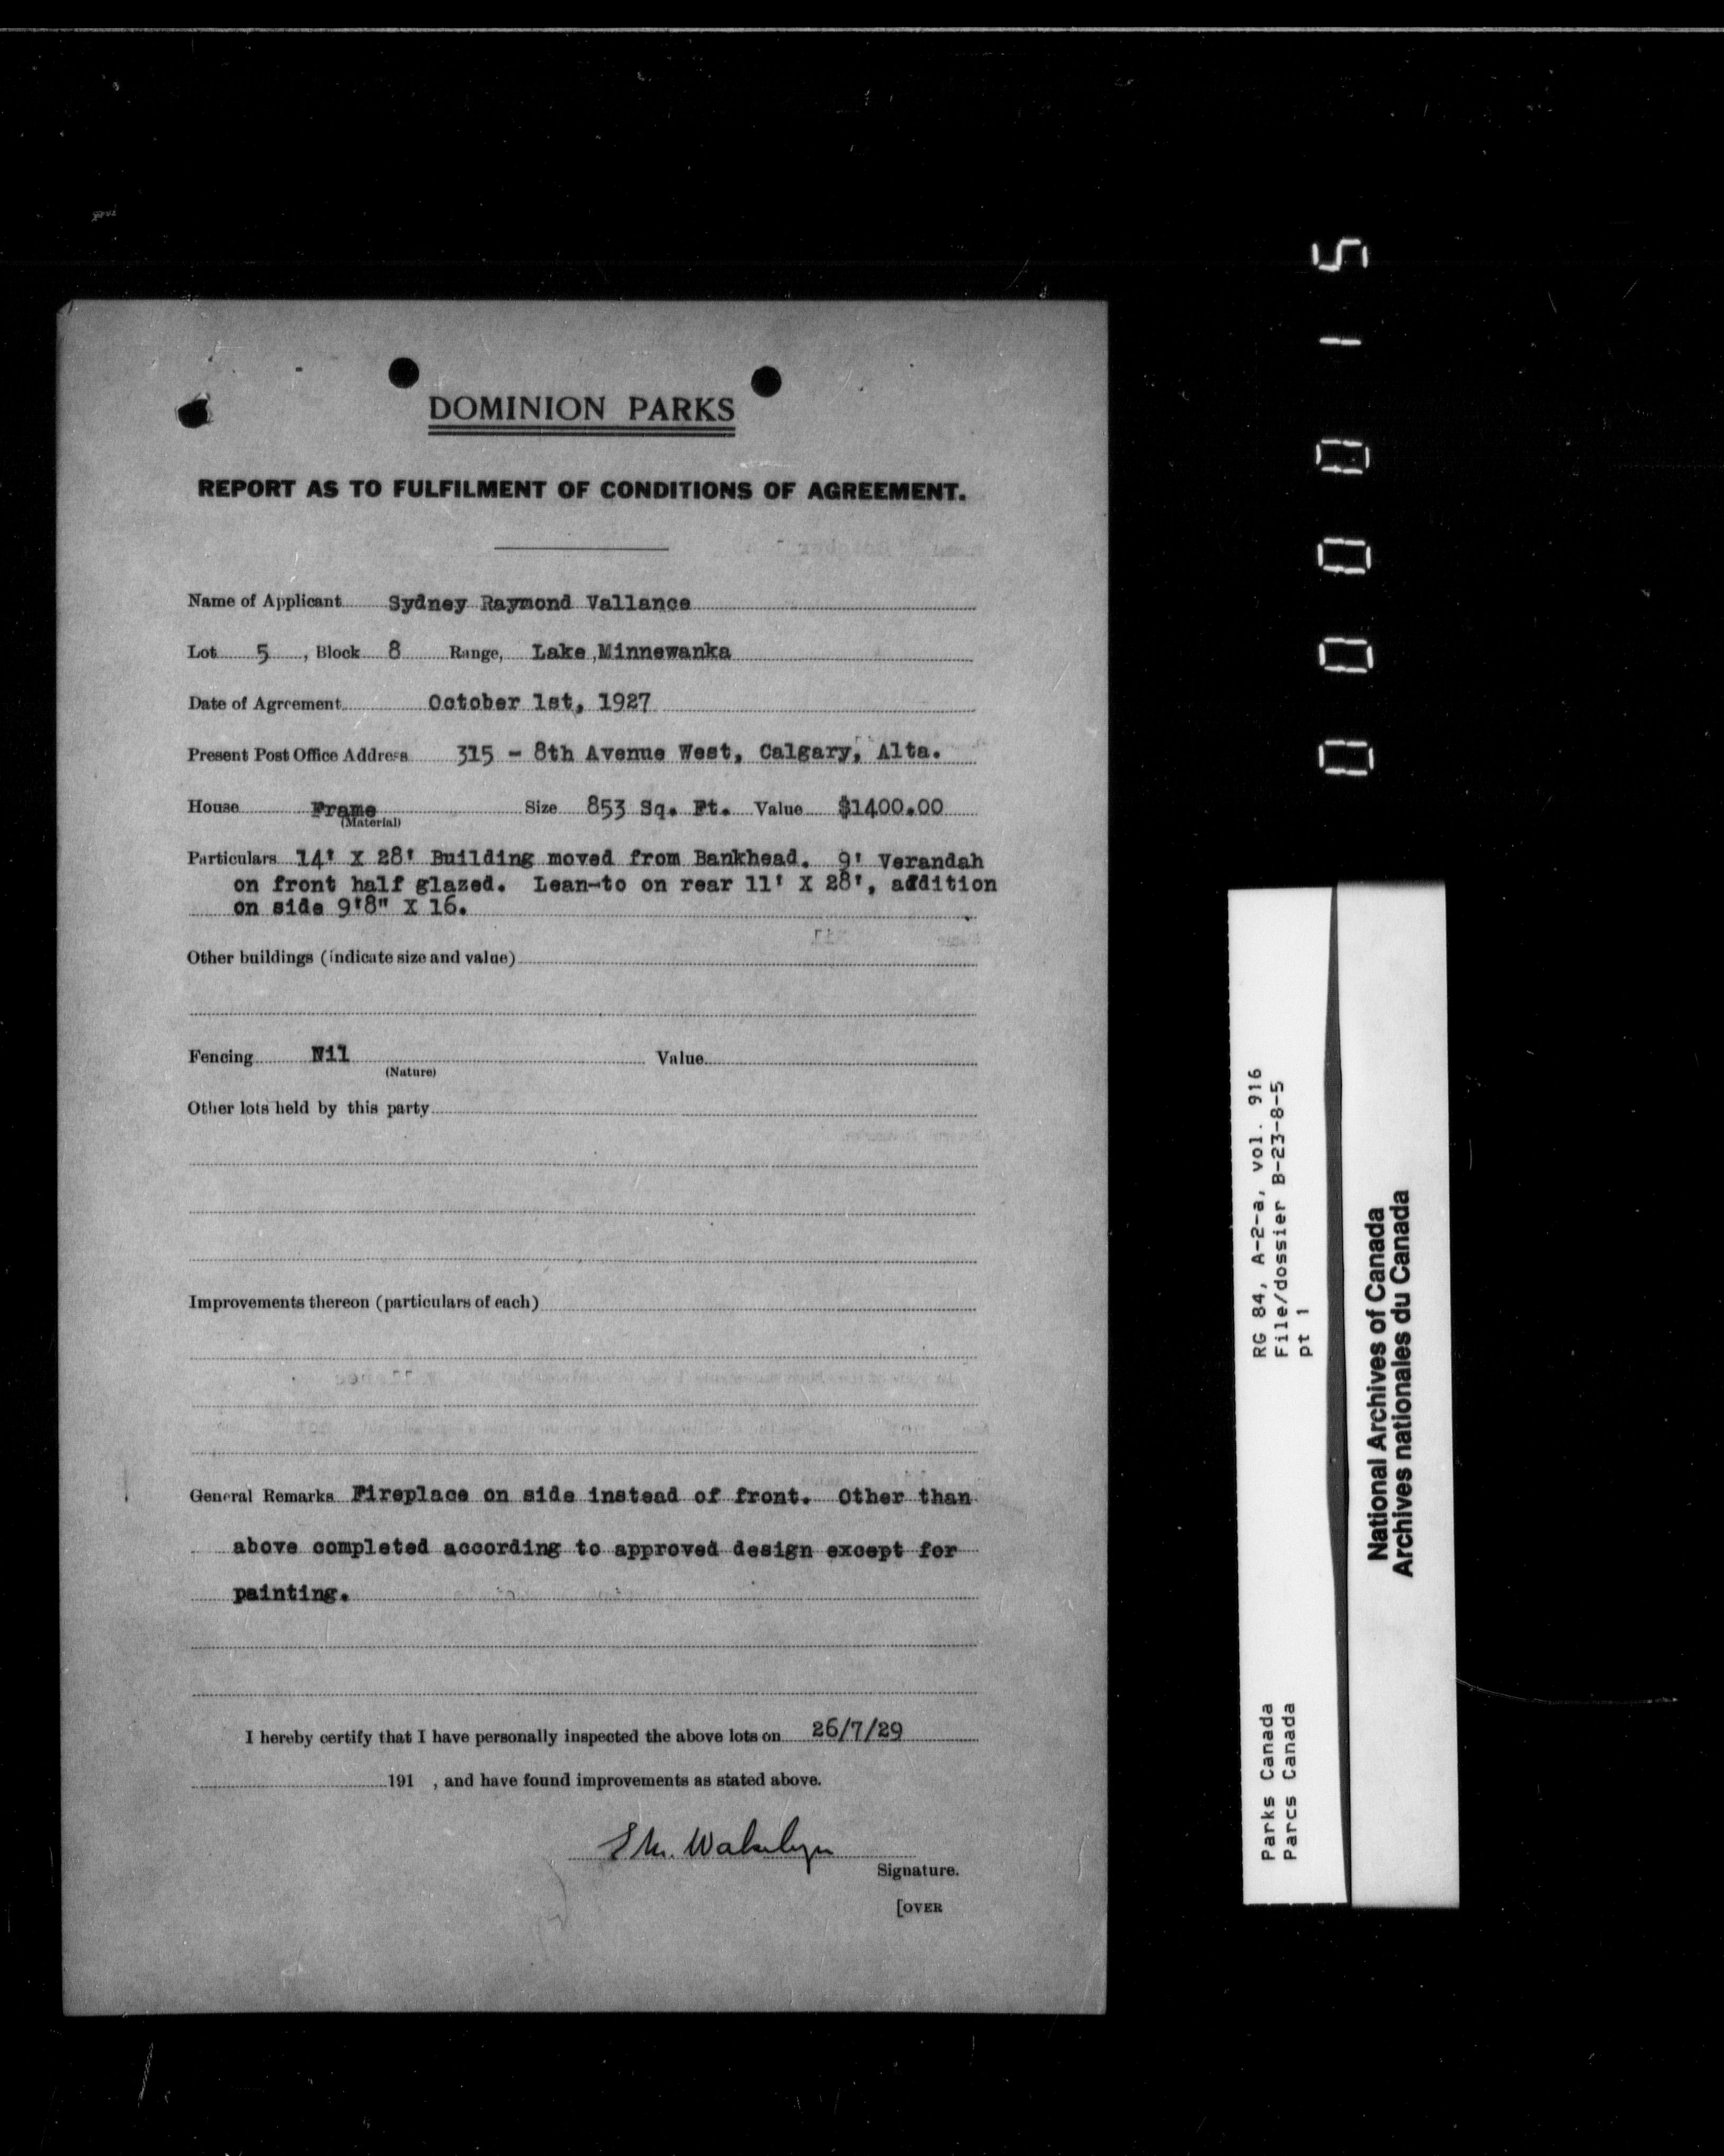 DOMINION PARKS
REPORT AS TO FULFILMENT OF CONDITIONS OF AGREEMENT.
Name of Applicant Sydney Raymond Vallance
Lot 5 , Block 8 Range, Lake Minnewanka
Date of Agreement October 1st, 1927
Present Post Office Address 315 - 8th Avenue West, Calgary, Alta.
House Frame Size 853 Sq. Ft. Value $1400.00
(Material)
Particulars 14' X 28' Building moved from Bankhead. 9' Verandah
on front half glazed. Lean-to on rear 11' X 28', addition
on side 9'8" X 16.
Other buildings (indicate size and value)
Fencing Nil Value
(Nature)
Other lots held by this party
Improvements thereon (particulars of each)
General Remarks Fireplace on side instead of front. Other than
above completed according to approved design except for
painting.
I hereby certify that I have personally inspected the above lots on 26/7/29
191 , and have found improvements as stated above.
Wakelyn
Signature.
[OVER
000015
RG 84, A-2-a, vol. 916
File/dossier B-23-8-5
pt 1
Parks Canada
Parcs Canada
National Archives of Canada
Archives nationales du Canada